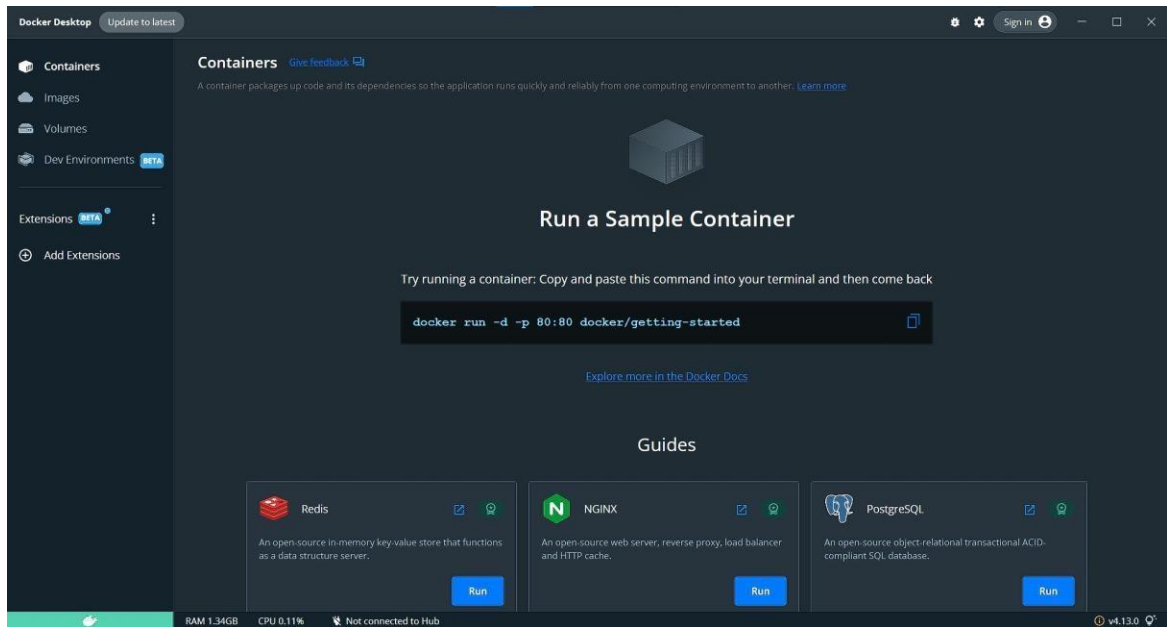 Docker Desktop Update to latest
Sign in
Containers
Images
Volumes
Dev Environments BETA
Extensions BETA
Add Extensions
Containers Give feedback
A container packages up code and its dependencies so the application runs quickly and reliably from one computing environment to another. Learn more
Run a Sample Container
Try running a container: Copy and paste this command into your terminal and then come back
docker run -d -p 80:80 docker/getting-started
Explore more in the Docker Docs
Guides
Redis
An open-source in-memory key-value store that functions
as a data structure server.
Run
NGINX
An open-source web server, reverse proxy, load balancer
and HTTP cache.
Run
PostgreSQL
An open-source object-relational transactional ACID-
compliant SQL database.
Run
RAM 1.34GB CPU 0.11% Not connected to Hub
v4.13.0